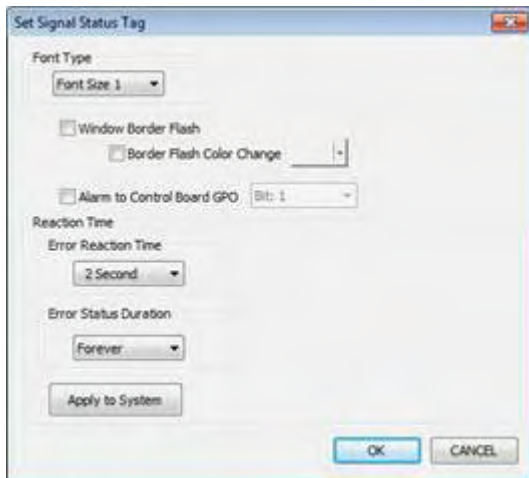 Set Signal Status Tag
Font Type
Font Size 1
Window Border Flash
Border Flash Color Change
Alarm to Control Board GPO Bit: 1
Reaction Time
Error Reaction Time
2 Second
Error Status Duration
Forever
Apply to System
OK CANCEL